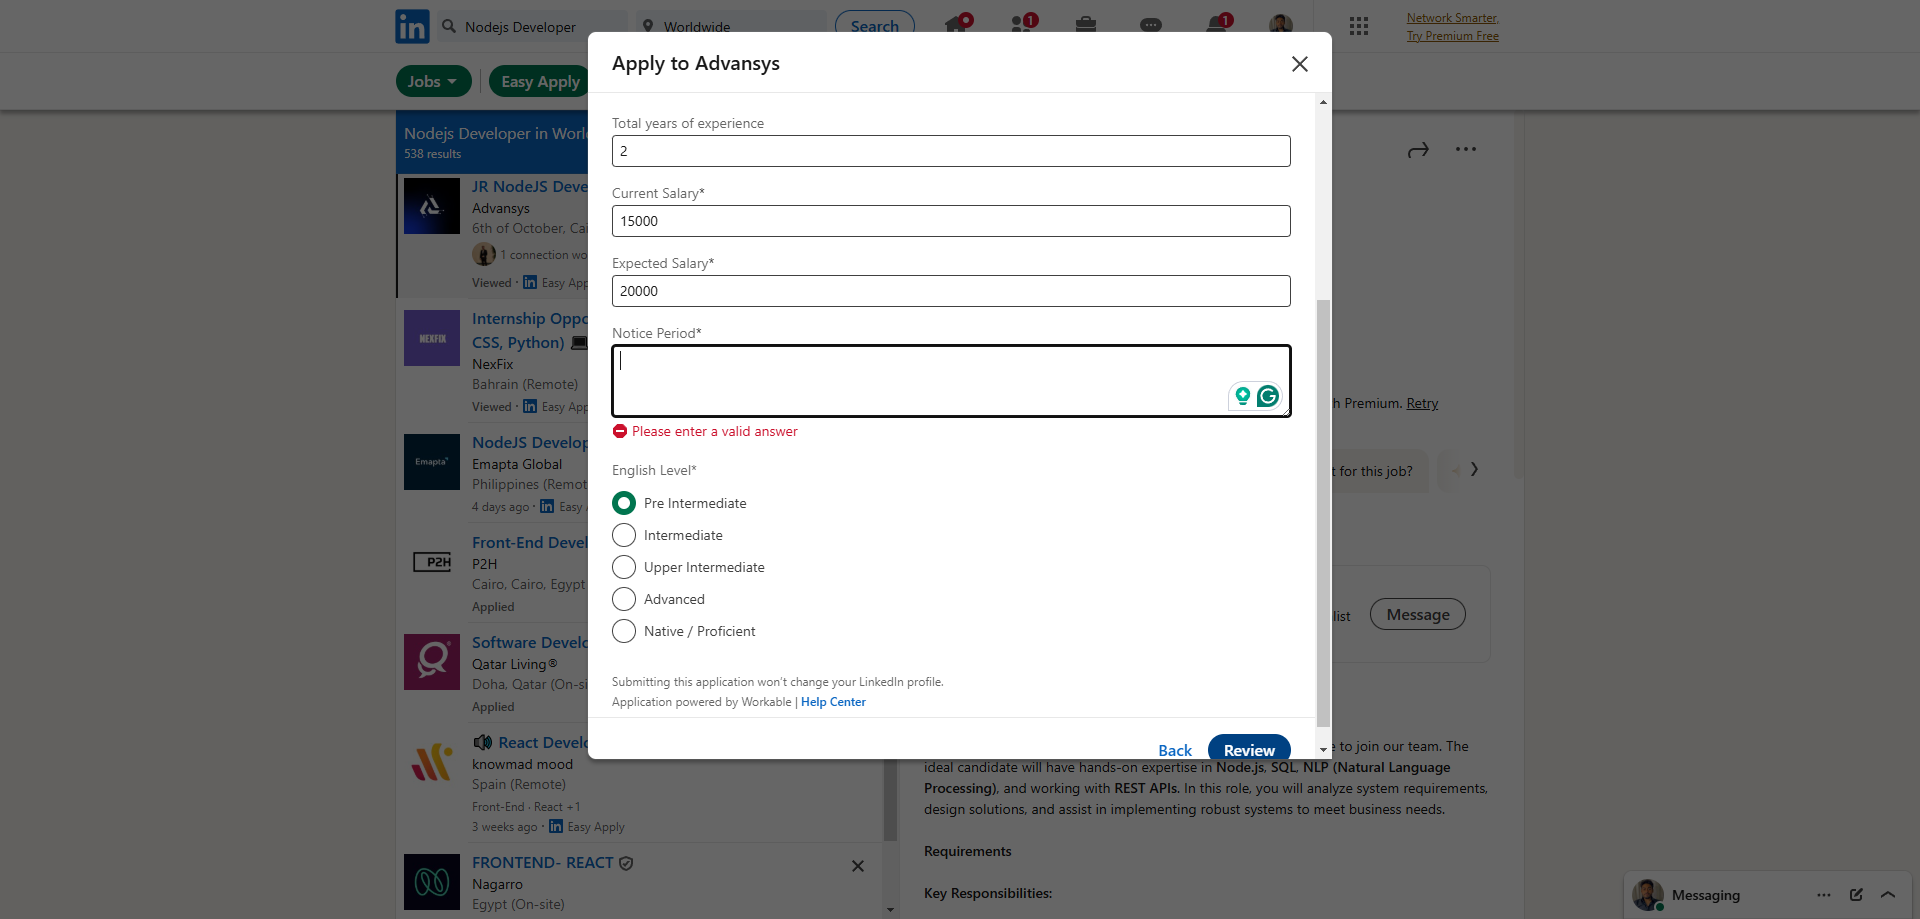 Nodejs Developer
Worldwide
Search
1
1
Network Smarter,
Try Premium Free
Jobs
Easy Apply
Apply to Advansys
Nodejs Developer in Worl
538 results
JR NodeJS Deve
Advansys
6th of October, Cai
1 connection wo
Viewed · Easy App
Internship Oppo
CSS, Python)
NEXFIX
NexFix
Bahrain (Remote)
Viewed · Easy App
NodeJS Develop
Emapta
Emapta Global
Philippines (Remot
4 days ago · Easy
Front-End Devel
P2H
P2H
Cairo, Cairo, Egypt
Applied
Software Develo
Qatar Living®
Doha, Qatar (On-si
Applied
React Develo
knowmad mood
Spain (Remote)
Front-End · React +1
3 weeks ago · Easy Apply
FRONTEND- REACT
Nagarro
Egypt (On-site)
Total years of experience
2
Current Salary*
15000
Expected Salary*
20000
Notice Period*
Please enter a valid answer
English Level*
Pre Intermediate
Intermediate
Upper Intermediate
Advanced
Native / Proficient
Submitting this application won't change your LinkedIn profile.
Application powered by Workable | Help Center
Back
Review
h Premium. Retry
t for this job?
list
Message
e to join our team. The
ideal candidate will have hands-on expertise in Node.js, SQL, NLP (Natural Language
Processing), and working with REST APIs. In this role, you will analyze system requirements,
design solutions, and assist in implementing robust systems to meet business needs.
Requirements
Key Responsibilities:
Messaging